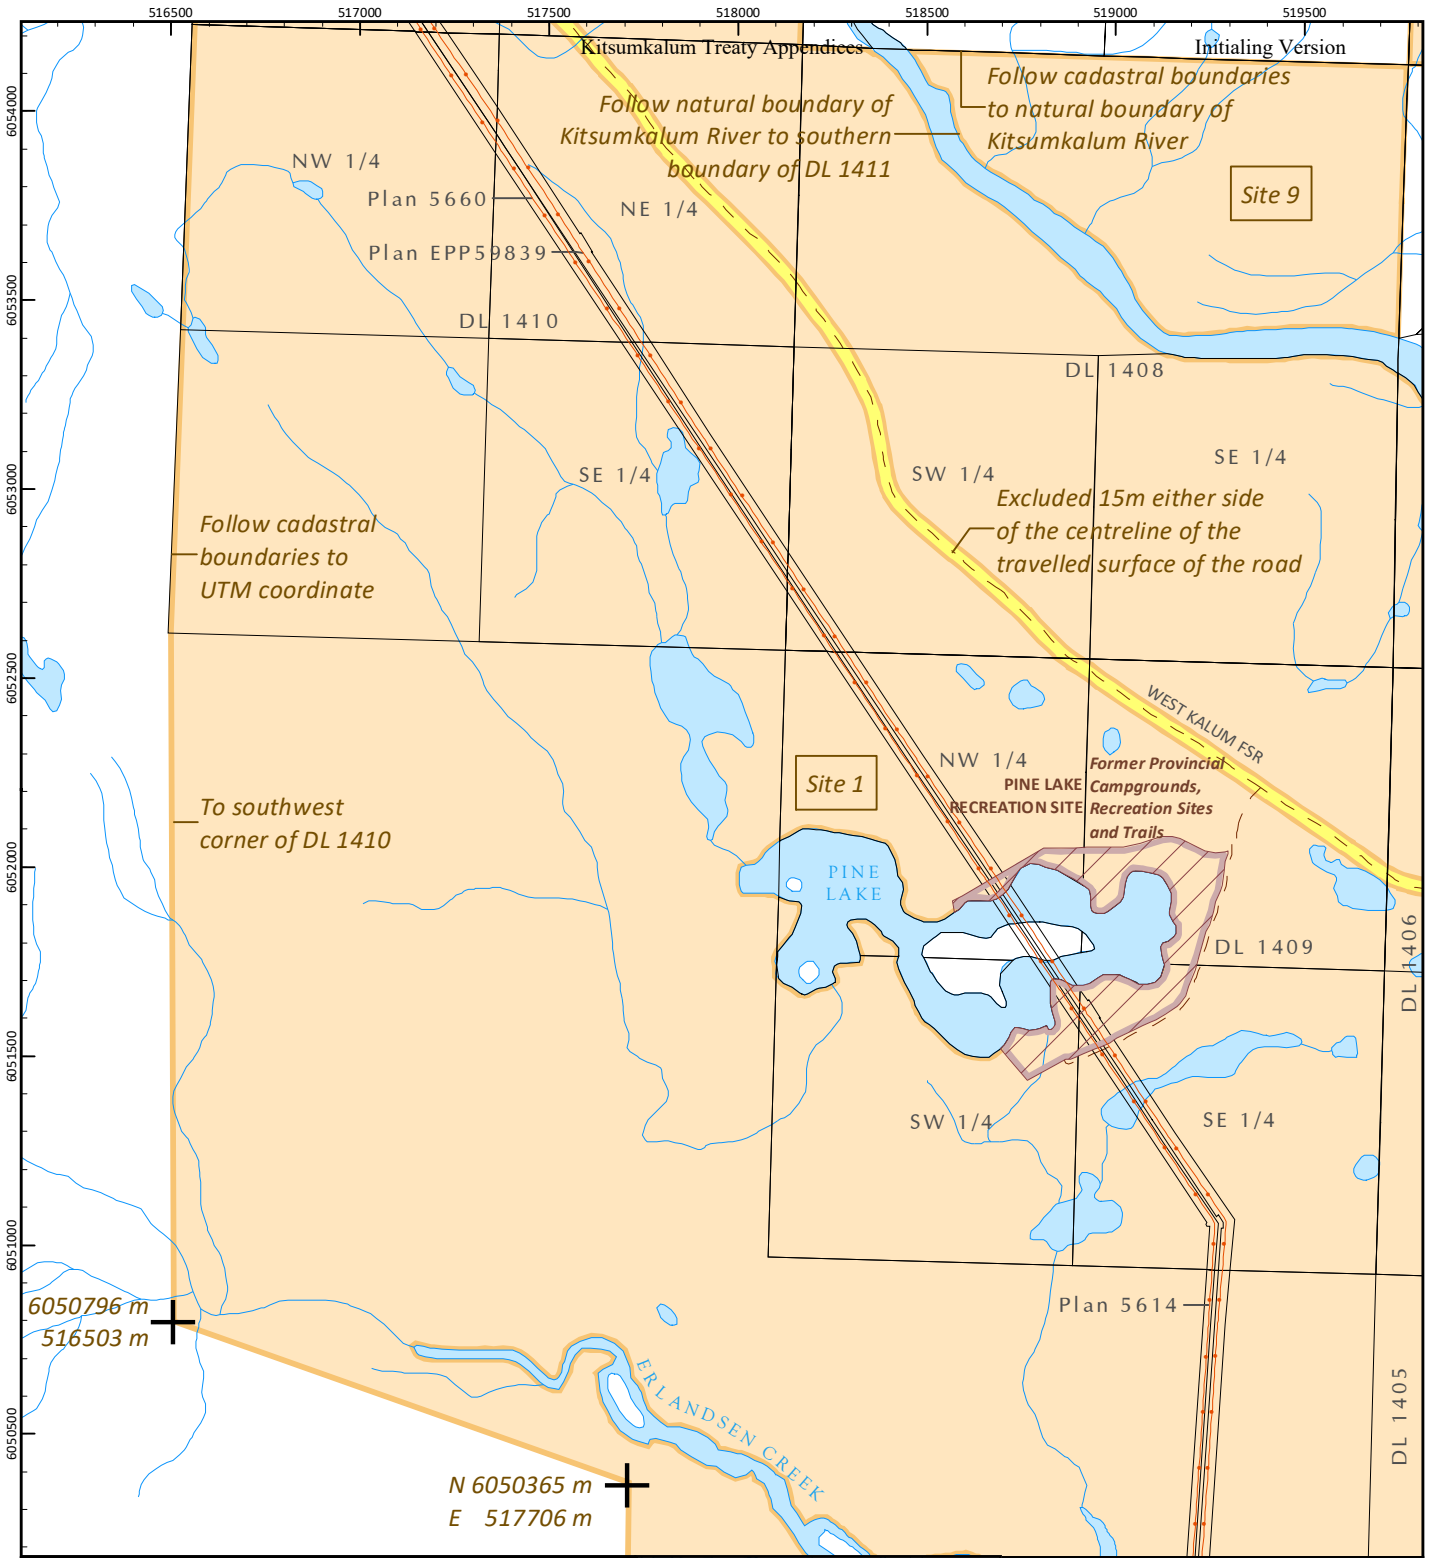 516500
517000
517500
518000
518500
519000
519500
Kitsumkalum Treaty Appendices
Initialing Version
6054000
6053500
6053000
6052500
6052000
6051500
6051000
6050500
Follow cadastral boundaries
to natural boundary of
Kitsumkalum River
Follow natural boundary of
Kitsumkalum River to southern
boundary of DL 1411
Site 9
NW 1/4
Plan 5660
NE 1/4
Plan EPP59839
DL 1410
DL 1408
SE 1/4
SW 1/4
SE 1/4
Follow cadastral
boundaries to
UTM coordinate
Excluded 15m either side
of the centreline of the
travelled surface of the road
WEST KALUM FSR
To southwest
corner of DL 1410
Site 1
NW 1/4
PINE LAKE
RECREATION SITE
Former Provincial
Campgrounds,
Recreation Sites
and Trails
PINE
LAKE
DL 1409
DL 1406
SW 1/4
SE 1/4
Plan 5614
6050796 m
516503 m
ERLANDSEN CREEK
DL 1405
N 6050365 m
E 517706 m